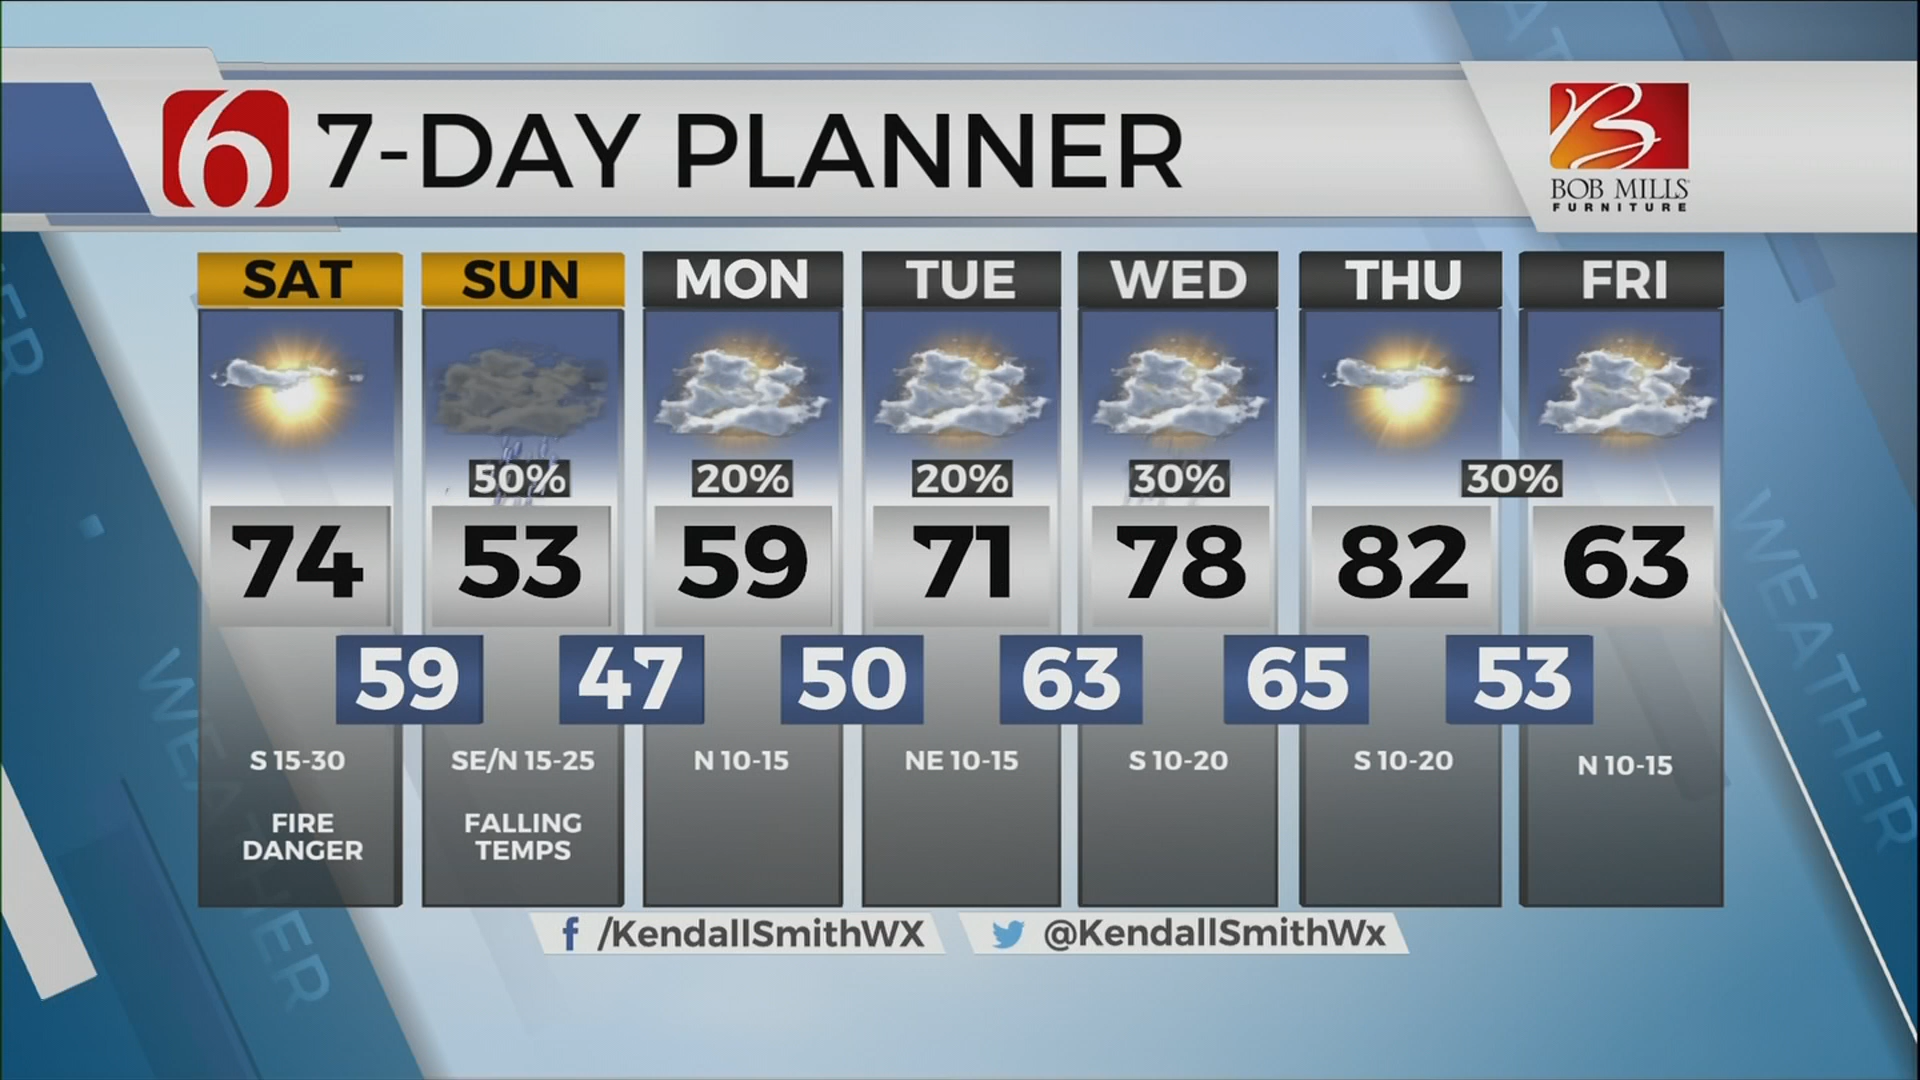 6 7-DAY PLANNER
B
BOB MILLS
FURNITURE
SAT SUN MON TUE WED THU FRI
50% 20% 20% 30% 30%
74 53 59 71 78 82 63
59 47 50 63 65 53
S 15-30 SE/N 15-25 N 10-15 NE 10-15 S 10-20 S 10-20 N 10-15
FIRE FALLING
DANGER TEMPS
f /KendallSmithWX @KendallSmithWx
WEATHER
WEATHER